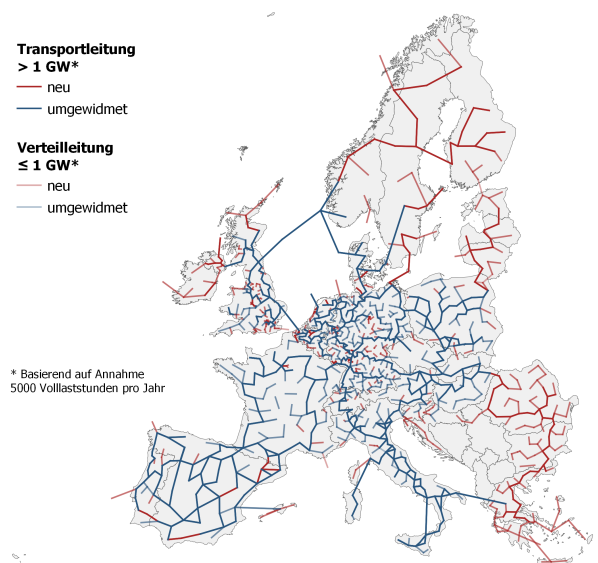 Transportleitung
> 1 GW*
neu
umgewidmet
Verteilleitung
≤ 1 GW*
neu
umgewidmet
* Basierend auf Annahme
5000 Volllaststunden pro Jahr